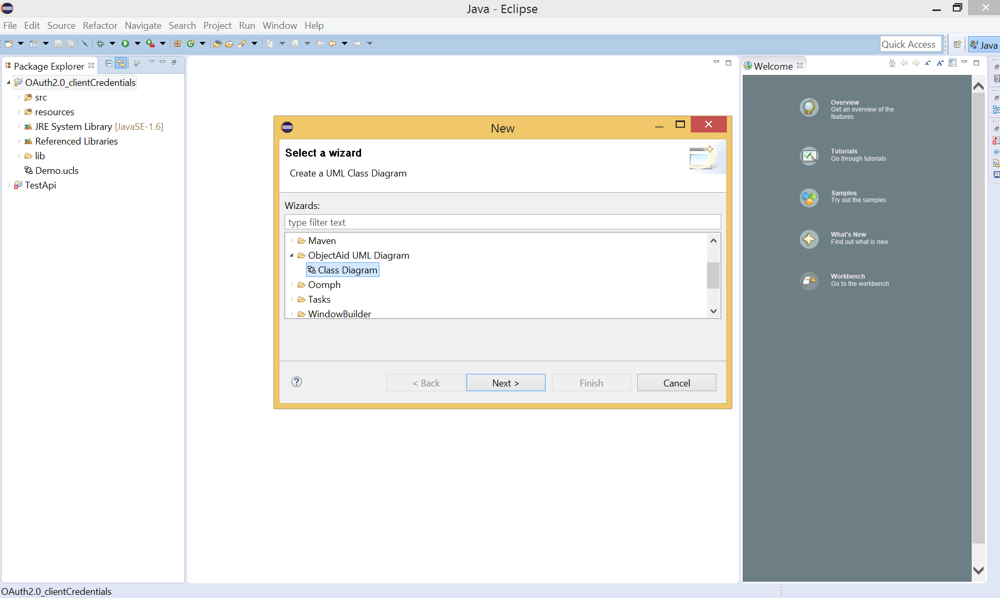 Java - Eclipse
File Edit Source Refactor Navigate Search Project Run Window Help
Quick Access
Java
Package Explorer
OAuth2.0_clientCredentials
src
resources
JRE System Library [JavaSE-1.6]
Referenced Libraries
lib
Demo.ucls
TestApi
New
Select a wizard
Create a UML Class Diagram
Wizards:
type filter text
Maven
ObjectAid UML Diagram
Class Diagram
Oomph
Tasks
WindowBuilder
< Back
Next >
Finish
Cancel
Welcome
Overview
Get an overview of the
features
Tutorials
Go through tutorials
Samples
Try out the samples
What's New
Find out what is new
Workbench
Go to the workbench
OAuth2.0_clientCredentials